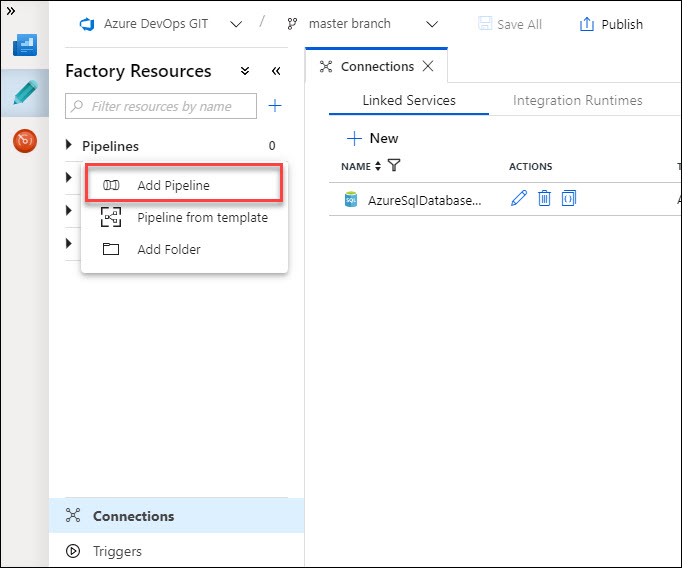 »
Azure DevOps GIT / master branch Save All Publish
Factory Resources
Filter resources by name
Pipelines 0
Add Pipeline
Pipeline from template
Add Folder
Connections
Triggers
Connections
Linked Services Integration Runtimes
New
NAME ACTIONS
AzureSqlDatabase...
SQL